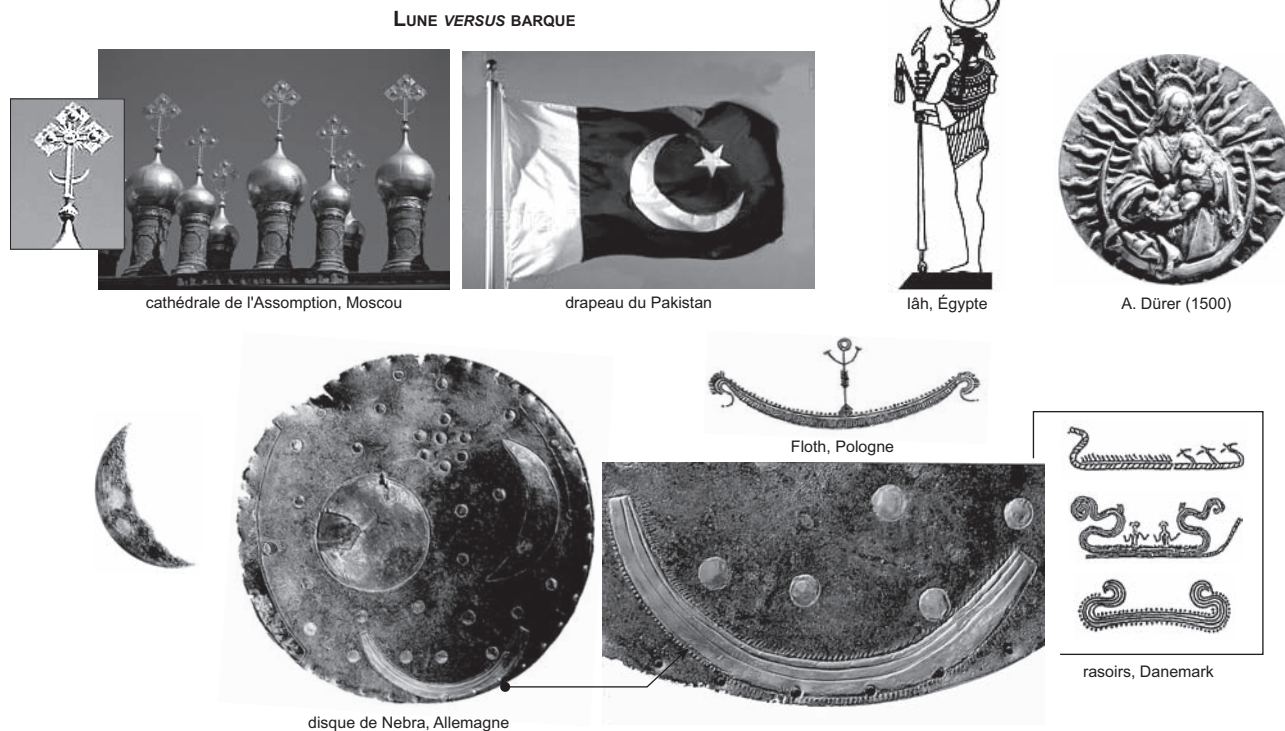 LUNE VERSUS BARQUE
cathédrale de l'Assomption, Moscou
drapeau du Pakistan
Iâh, Égypte
A. Dürer (1500)
Floth, Pologne
rasoirs, Danemark
disque de Nebra, Allemagne